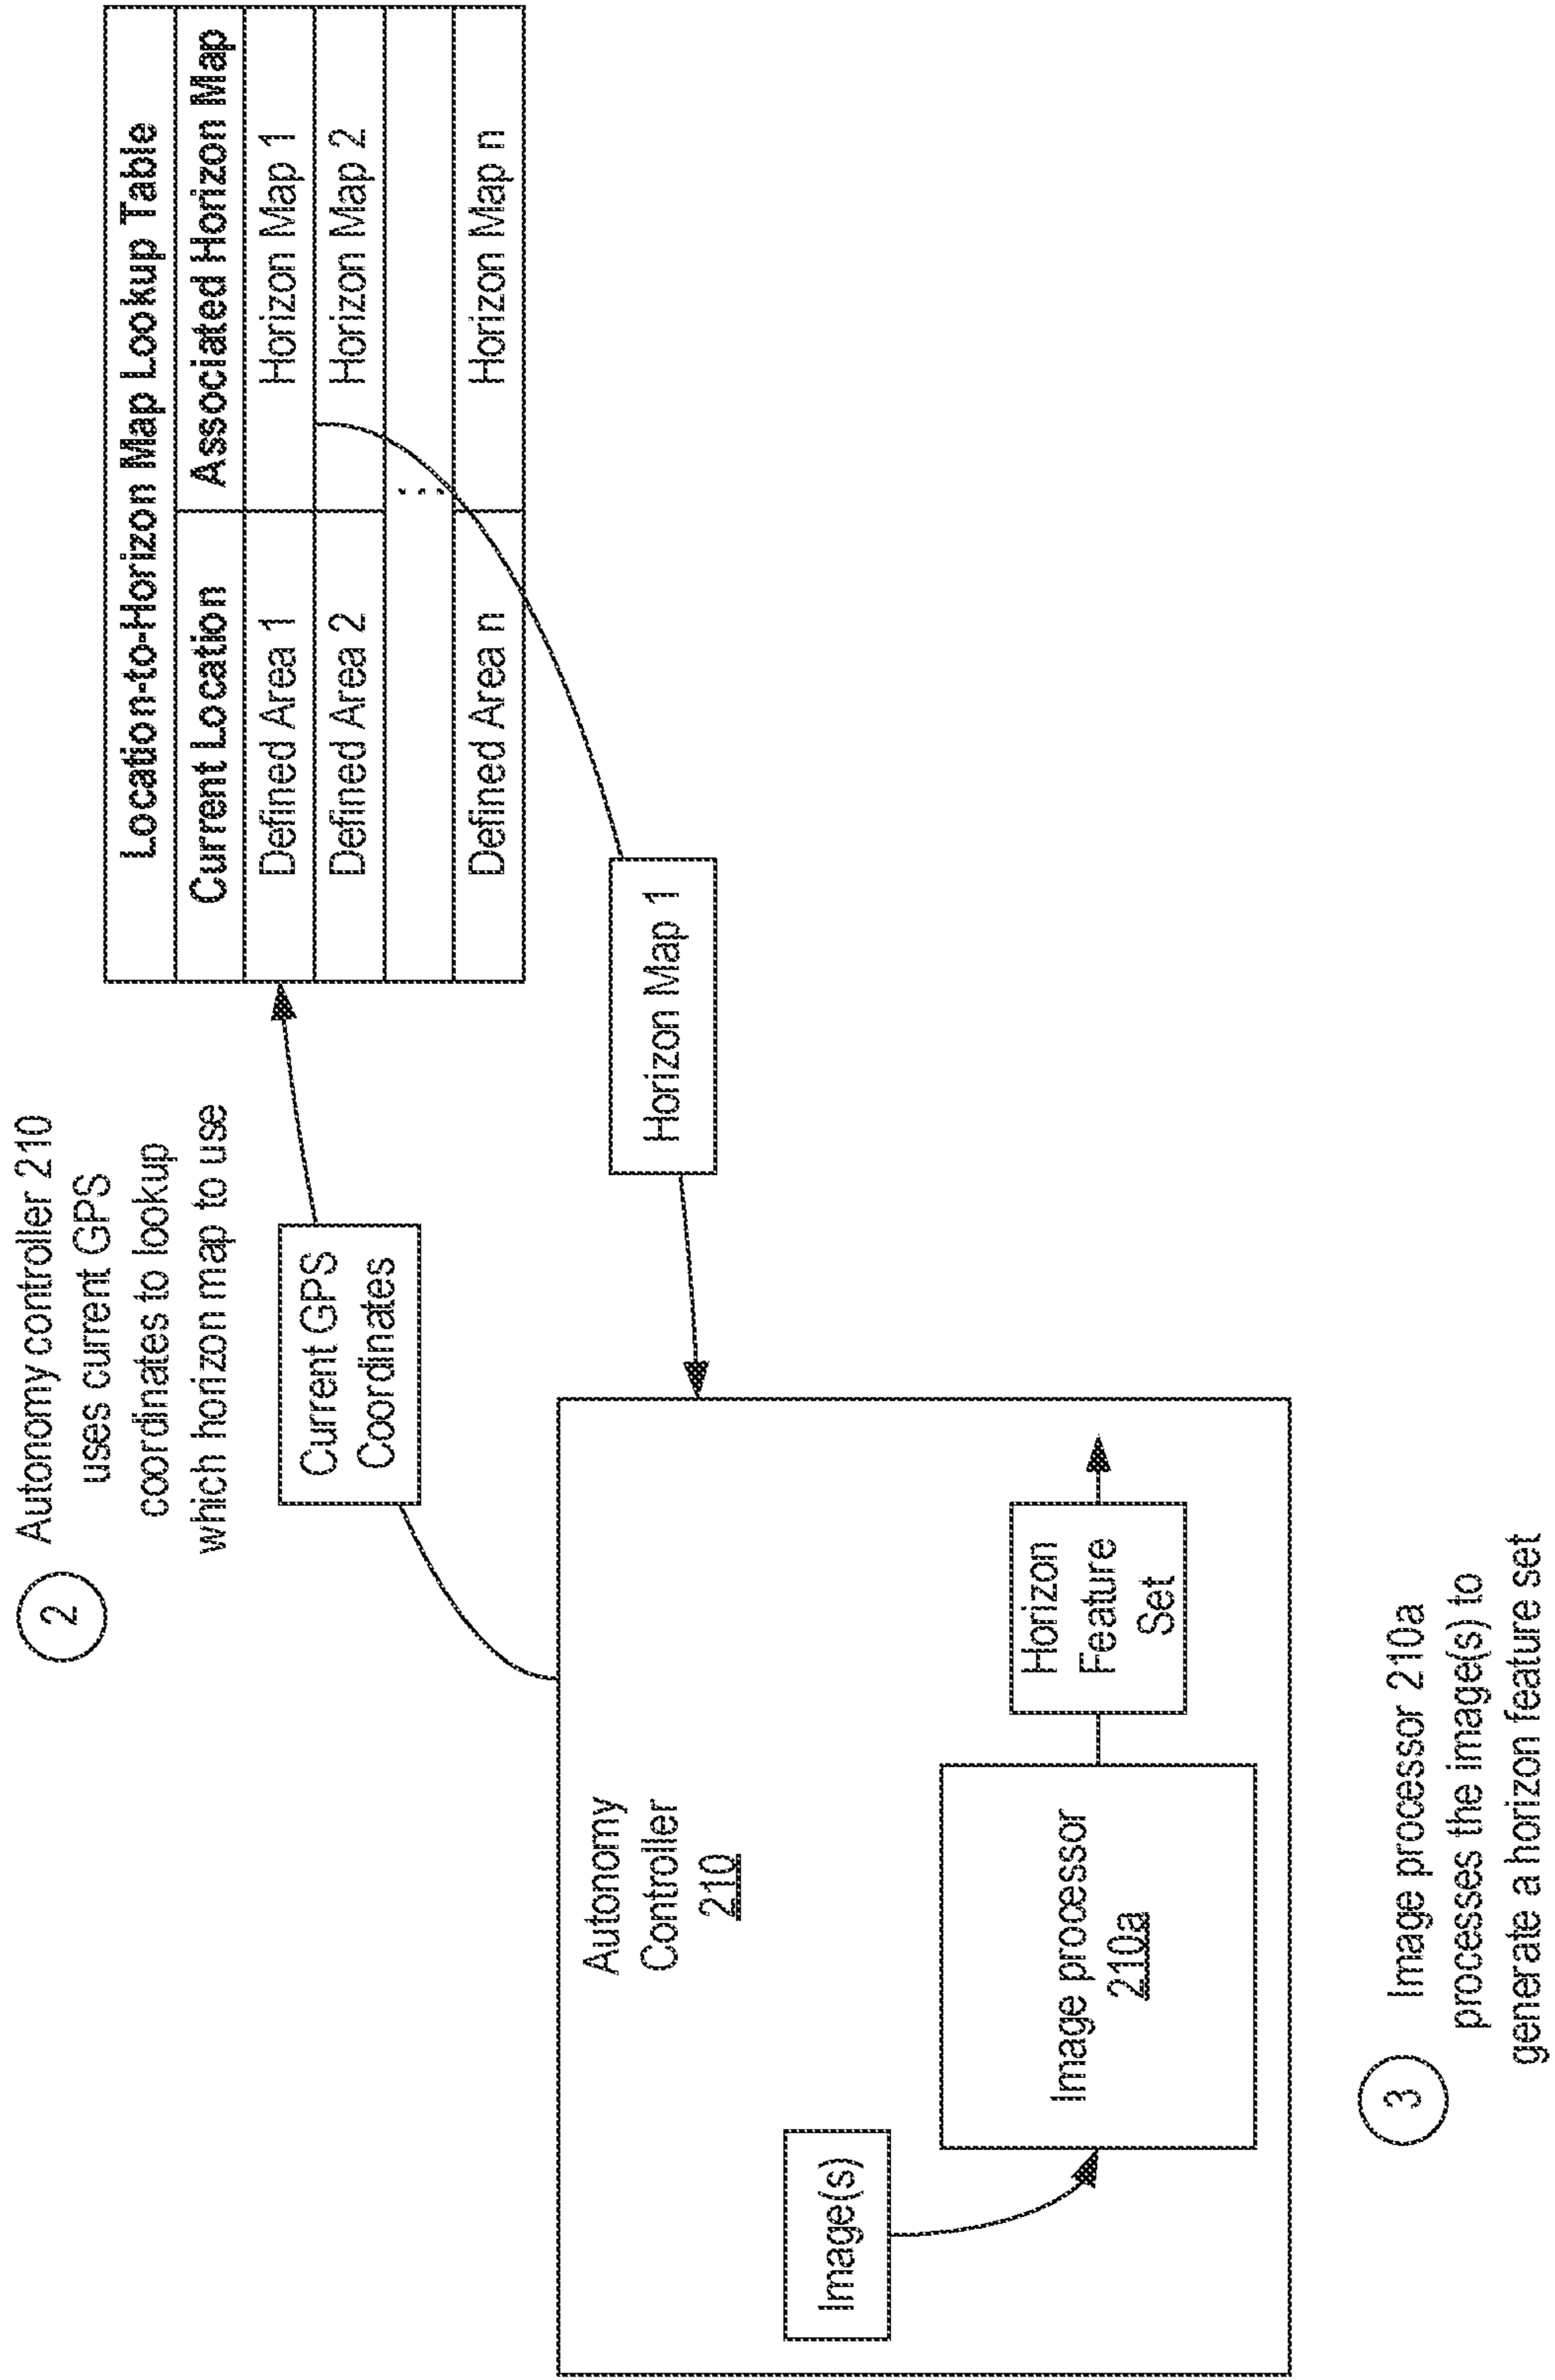 2
Autonomy controller 210
uses current GPS
coordinates to lookup
which horizon map to use
Location-to-Horizon Map Lookup Table
Current Location Associated Horizon Map
Defined Area 1 Horizon Map 1
Defined Area 2 Horizon Map 2
⋮
Defined Area n Horizon Map n
Current GPS
Coordinates
Horizon Map 1
Autonomy
Controller
210
Image(s)
Image processor
210a
Horizon
Feature
Set
3
Image processor 210a
processes the image(s) to
generate a horizon feature set